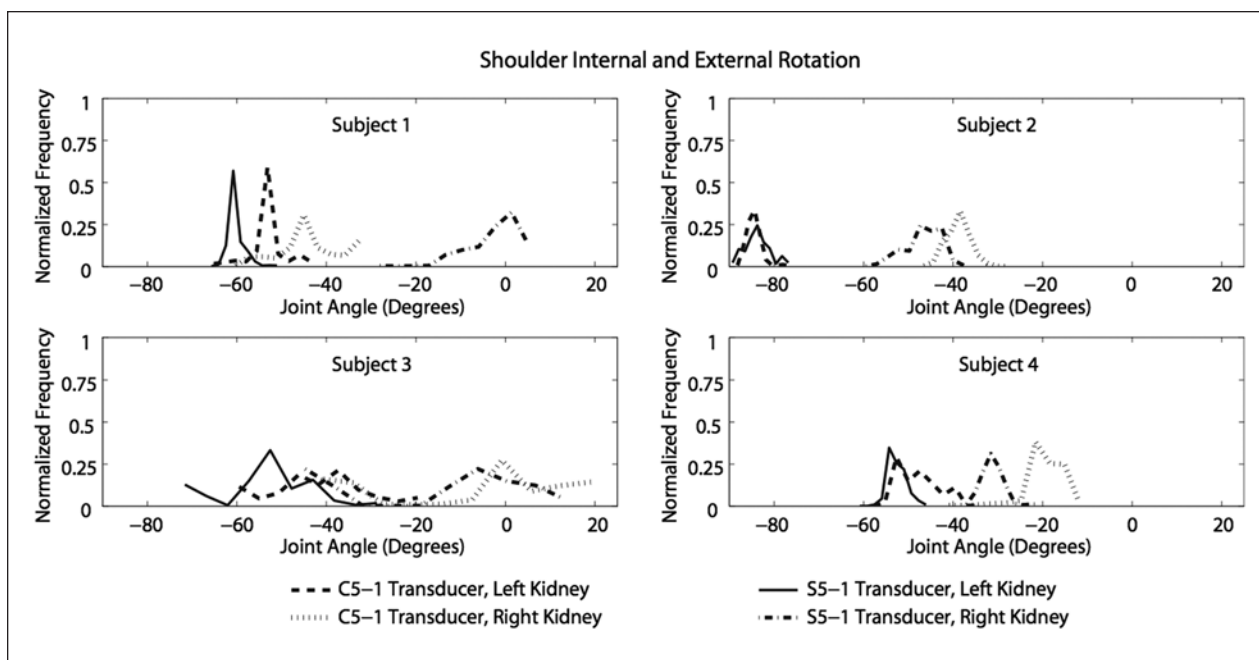 Shoulder Internal and External Rotation
Normalized Frequency
1
0.75
0.5
0.25
0
Subject 1
−80 −60 −40 −20 0 20
Joint Angle (Degrees)
Normalized Frequency
1
0.75
0.5
0.25
0
Subject 2
−80 −60 −40 −20 0 20
Joint Angle (Degrees)
Normalized Frequency
1
0.75
0.5
0.25
0
Subject 3
−80 −60 −40 −20 0 20
Joint Angle (Degrees)
Normalized Frequency
1
0.75
0.5
0.25
0
Subject 4
−80 −60 −40 −20 0 20
Joint Angle (Degrees)
C5−1 Transducer, Left Kidney
C5−1 Transducer, Right Kidney
S5−1 Transducer, Left Kidney
S5−1 Transducer, Right Kidney